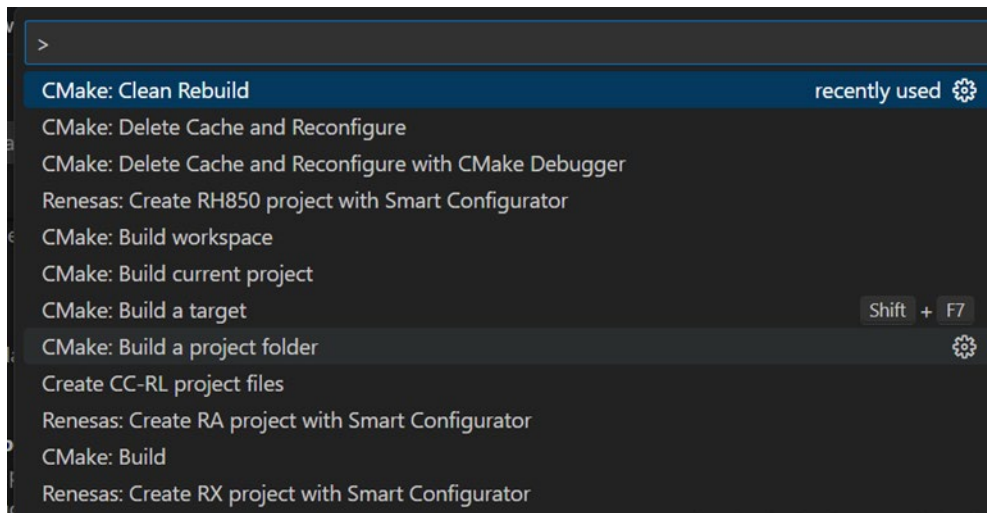 >
CMake: Clean Rebuild recently used
CMake: Delete Cache and Reconfigure
CMake: Delete Cache and Reconfigure with CMake Debugger
Renesas: Create RH850 project with Smart Configurator
CMake: Build workspace
CMake: Build current project
CMake: Build a target Shift + F7
CMake: Build a project folder
Create CC-RL project files
Renesas: Create RA project with Smart Configurator
CMake: Build
Renesas: Create RX project with Smart Configurator